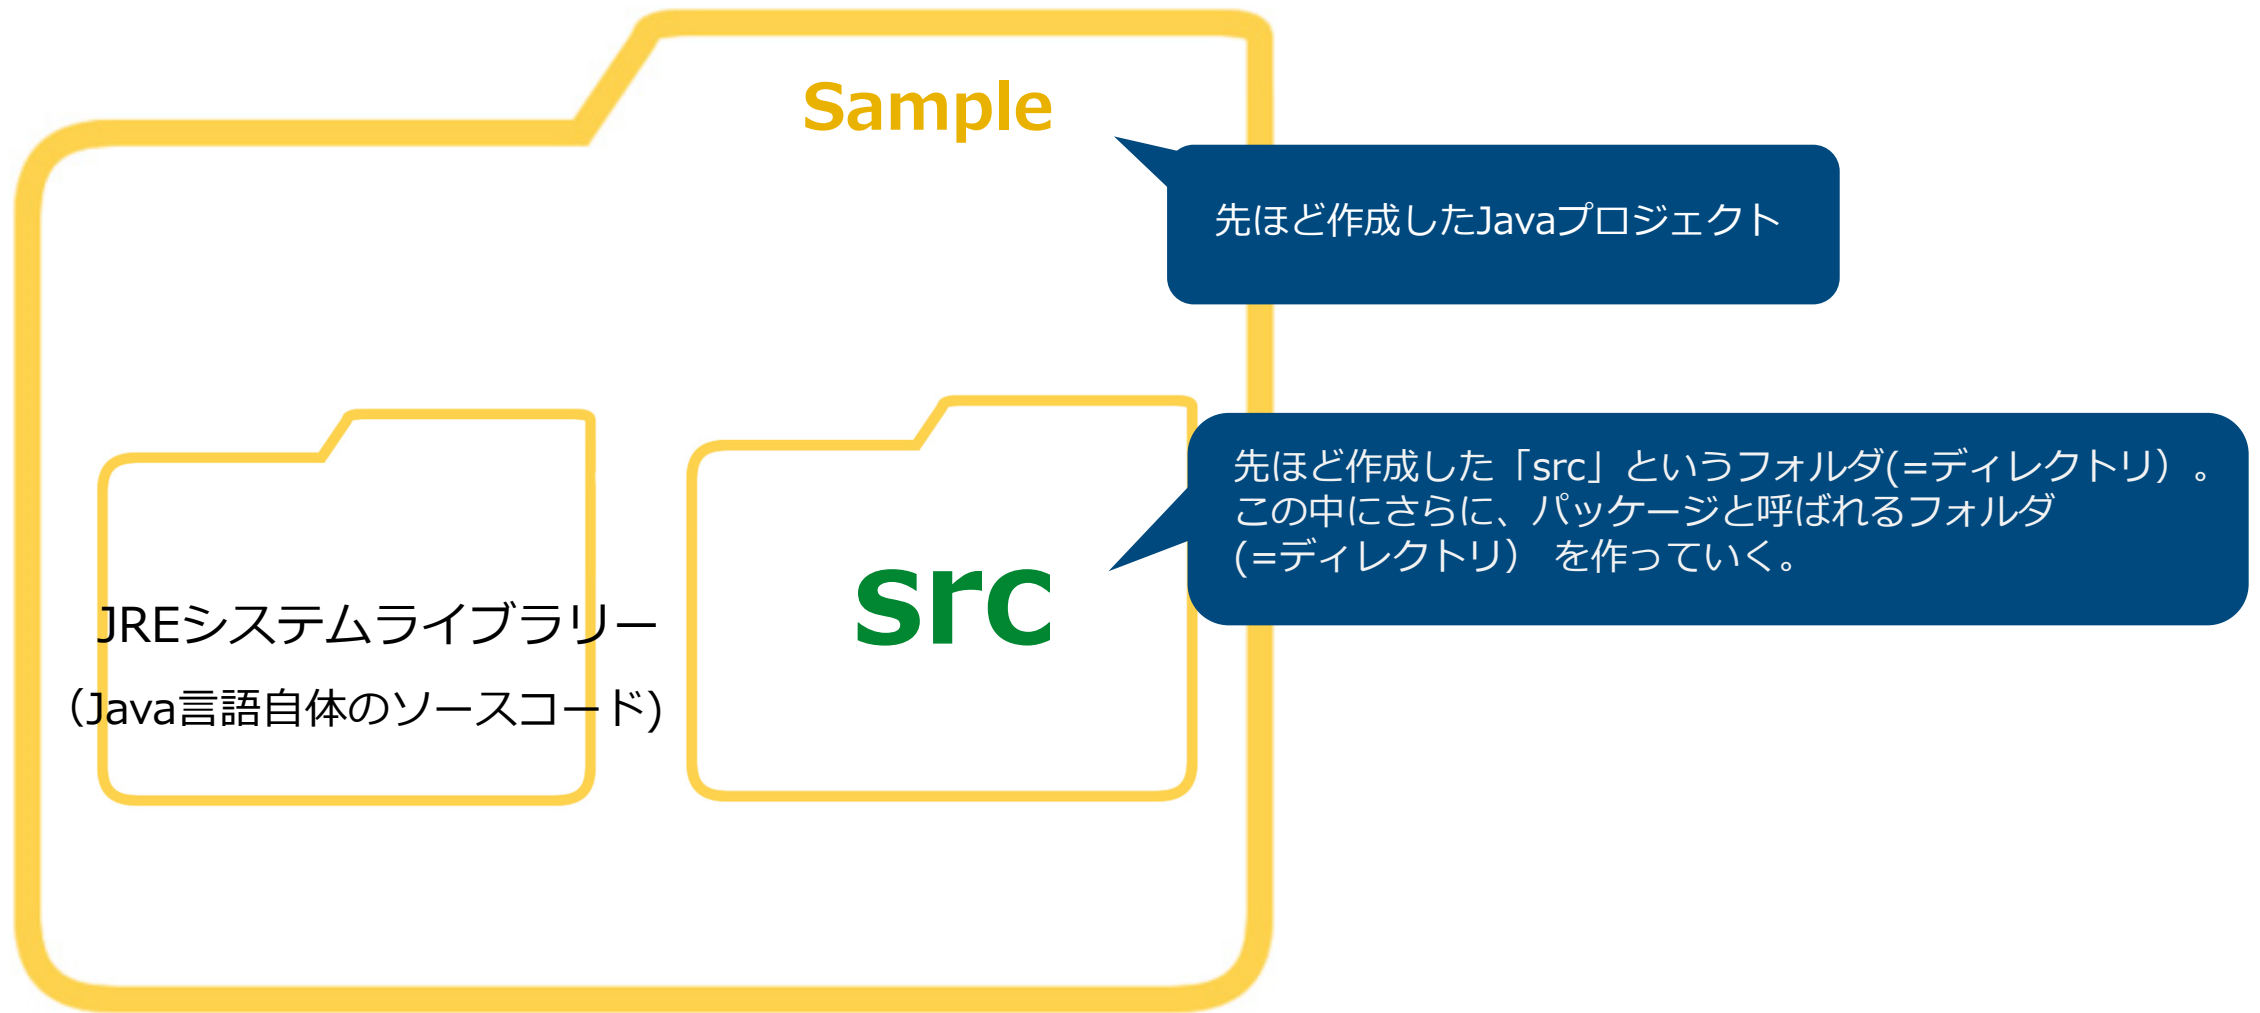 Sample
先ほど作成したJavaプロジェクト
先ほど作成した「src」というフォルダ(=ディレクトリ）。
この中にさらに、パッケージと呼ばれるフォルダ
(=ディレクトリ） を作っていく。
src
JREシステムライブラリー
（Java言語自体のソースコード)